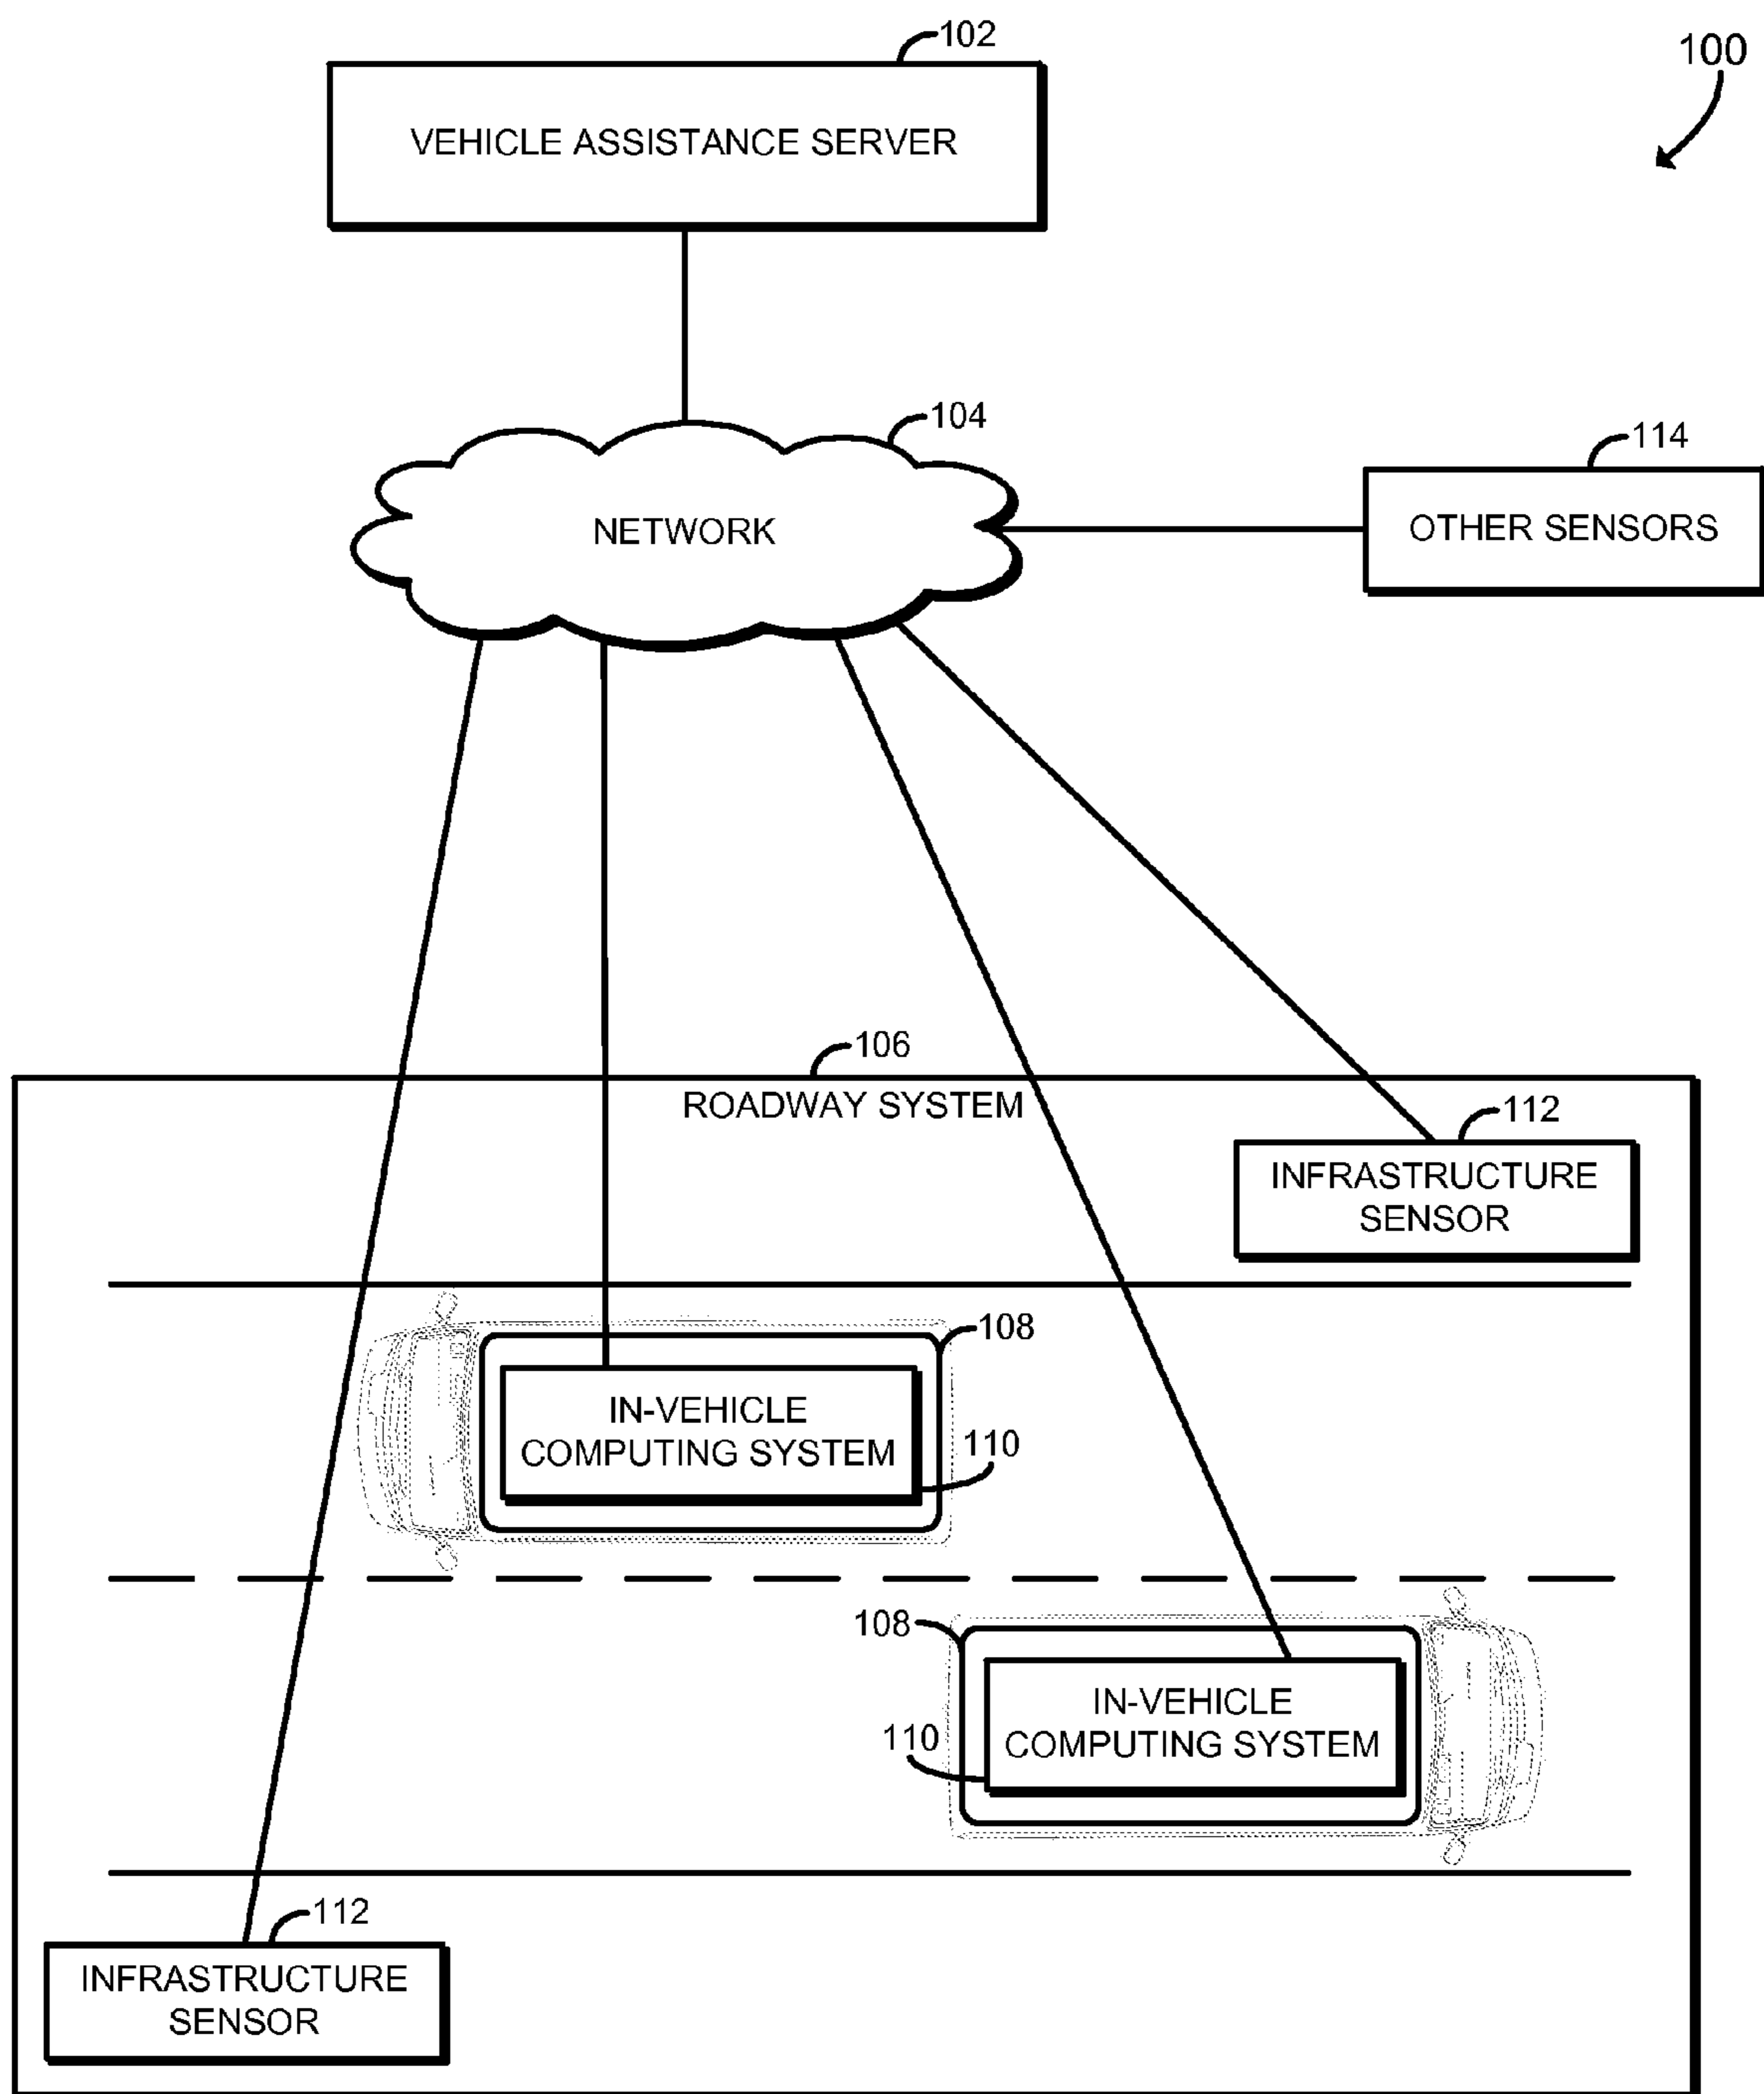 102
100
VEHICLE ASSISTANCE SERVER
104
114
NETWORK
OTHER SENSORS
106
ROADWAY SYSTEM
112
INFRASTRUCTURE
SENSOR
108
IN-VEHICLE
COMPUTING SYSTEM
110
108
IN-VEHICLE
COMPUTING SYSTEM
110
112
INFRASTRUCTURE
SENSOR